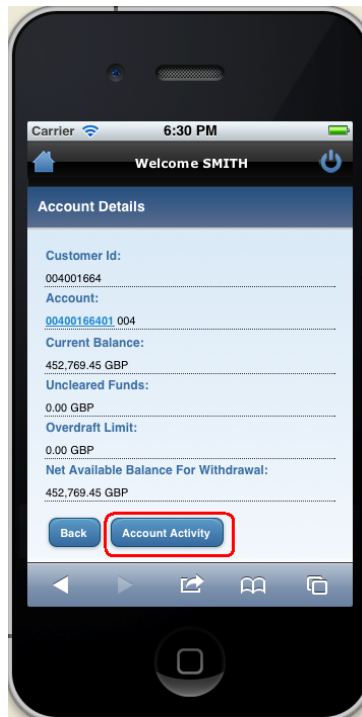 Carrier 6:30 PM
Welcome SMITH
Account Details
Customer Id:
004001664
Account:
00400166401 004
Current Balance:
452,769.45 GBP
Uncleared Funds:
0.00 GBP
Overdraft Limit:
0.00 GBP
Net Available Balance For Withdrawal:
452,769.45 GBP
Back Account Activity